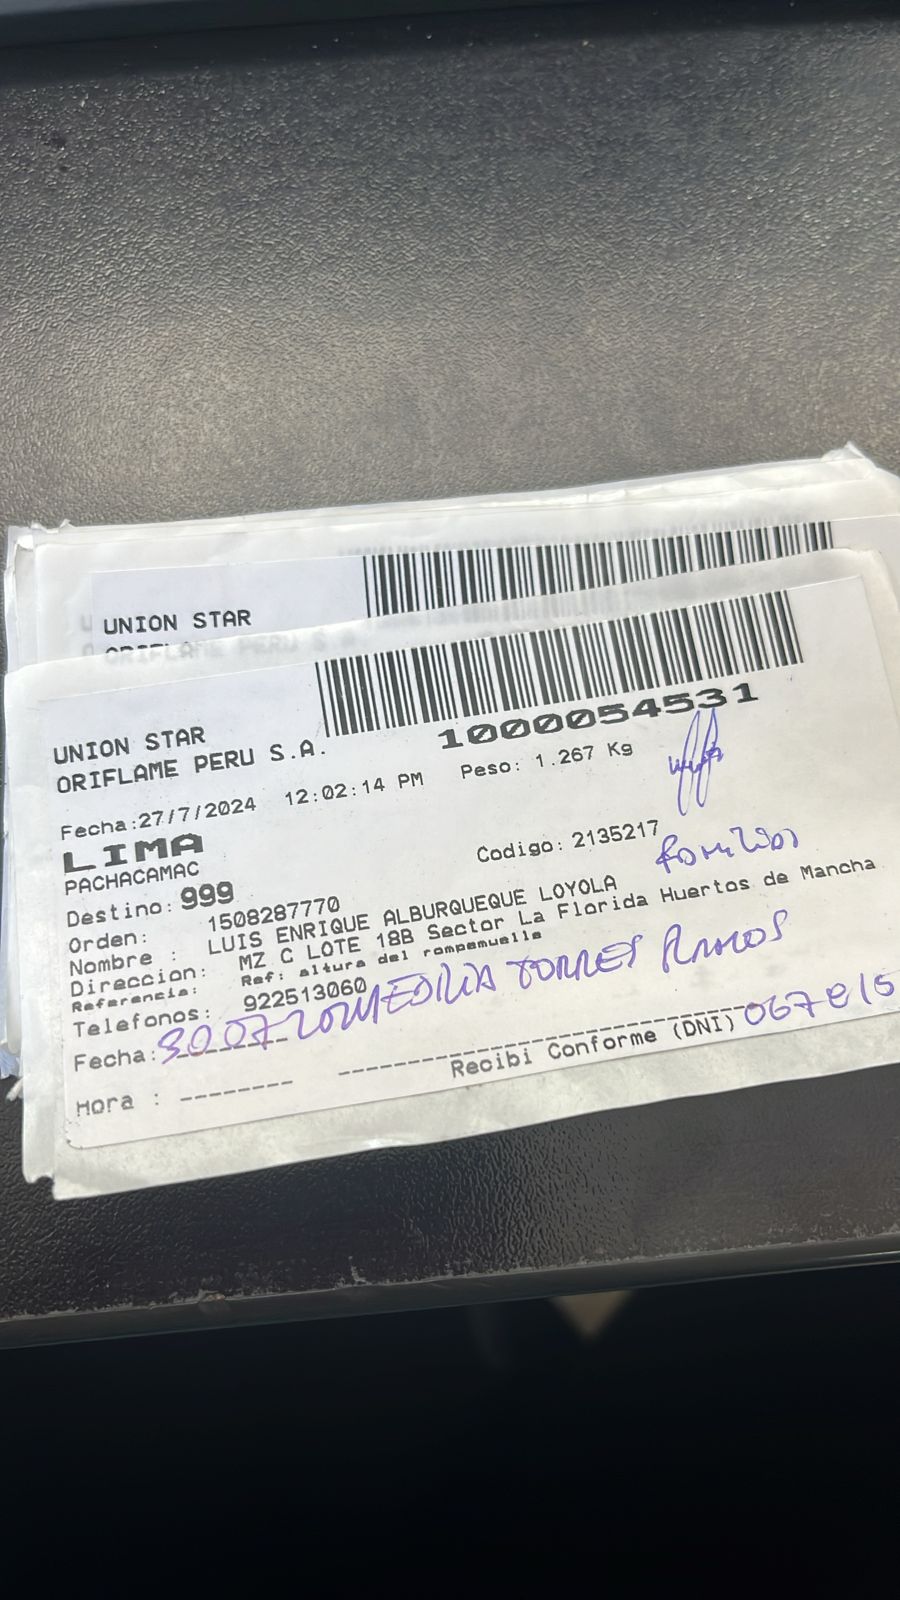 UNION STAR
UNION STAR
ORIFLAME PERU S.A.
1000054531
Fecha:27/7/2024 12:02:14 PM Peso: 1.267 Kg
LIMA
PACHACAMAC Codigo: 2135217
Destino: 999
Orden: 1508287770
Nombre : LUIS ENRIQUE ALBURQUEQUE LOYOLA
Direccion: MZ C LOTE 18B Sector La Florida Huertos de Mancha
Referencia: Ref: altura del rompemuelle
Telefonos: 922513060
Fecha: 30 07 TORRES RAMOS
Hora : -------- Recibi Conforme (DNI)